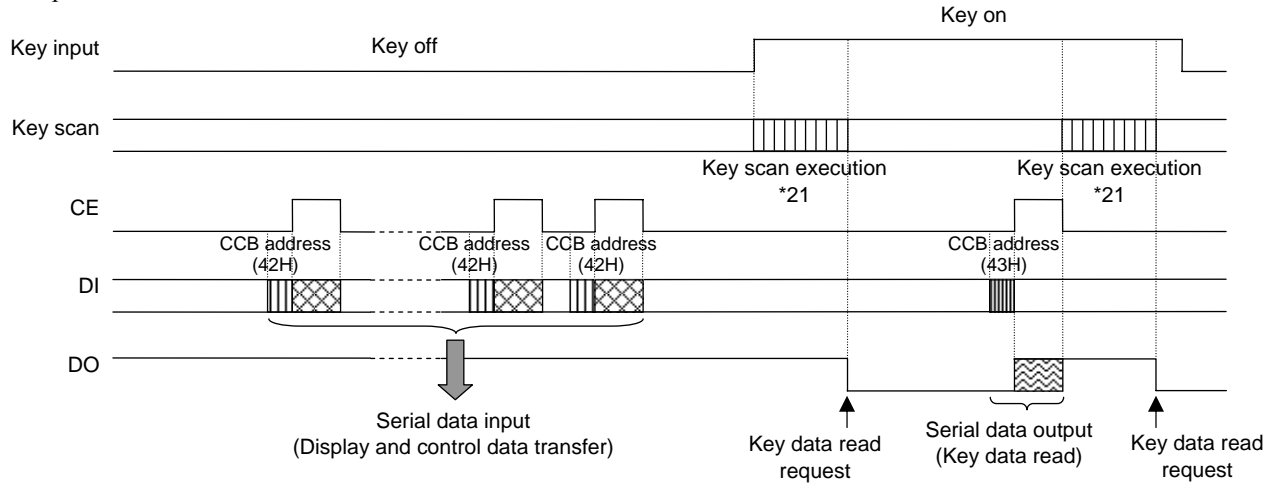 Key on
Key input
Key off
Key scan
Key scan execution
*21
Key scan execution
*21
CE
CCB address
(42H)
CCB address
(42H)
CCB address
(42H)
CCB address
(43H)
DI
DO
Serial data input
(Display and control data transfer)
Key data read
request
Serial data output
(Key data read)
Key data read
request